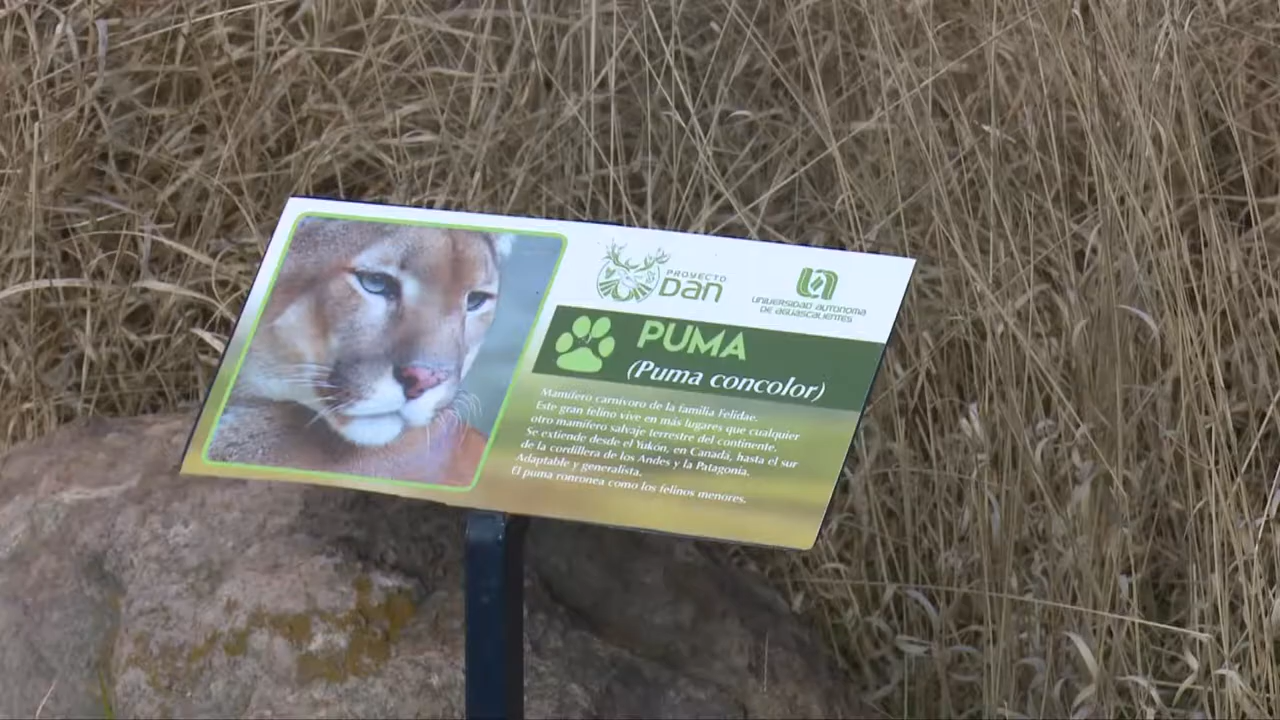 PROYECTO
Dan
UNIVERSIDAD AUTONOMA
DE AGUASCALIENTES
PUMA
(Puma concolor)
Mamífero carnívoro de la familia Felidae.
Este gran felino vive en más lugares que cualquier
otro mamífero salvaje terrestre del continente.
Se extiende desde el Yukón, en Canadá, hasta el sur
de la cordillera de los Andes y la Patagonia.
Adaptable y generalista.
El puma ronronea como los felinos menores.